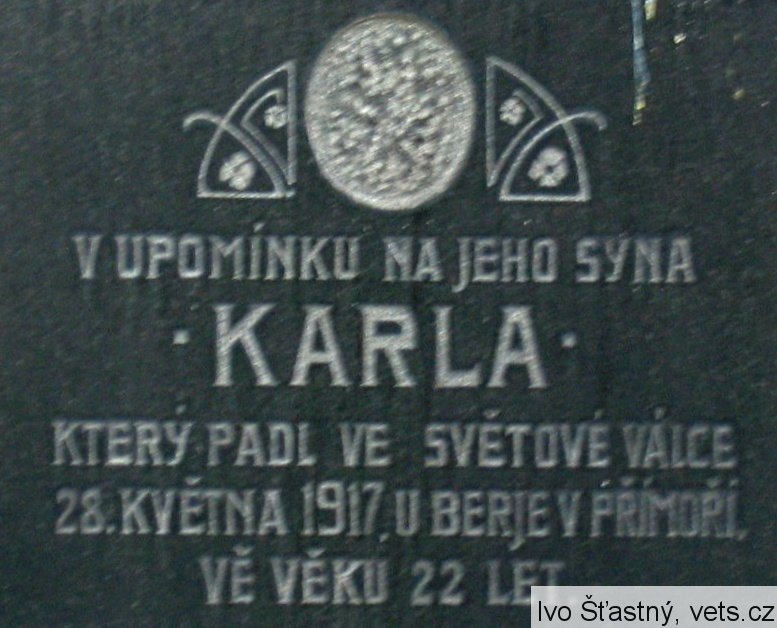 V UPOMÍNKU NA JEHO SYNA
· KARLA ·
KTERÝ PADL VE SVĚTOVÉ VÁLCE
28. KVĚTNA 1917, U BERJE V PŘÍMOŘÍ,
VĚ VĚKU 22 LET.
Ivo Šťastný, vets.cz